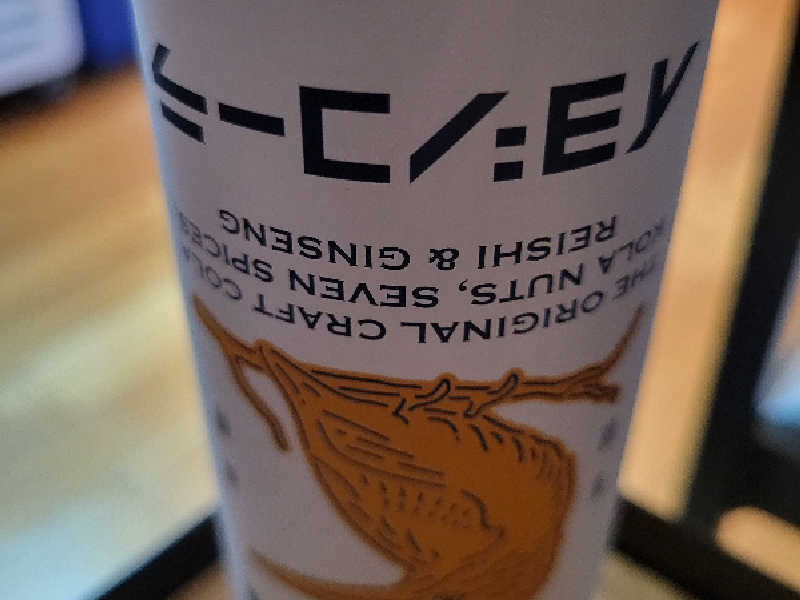 THE ORIGINAL CRAFT COLA
KOLA NUTS, SEVEN SPICES,
REISHI & GINSENG